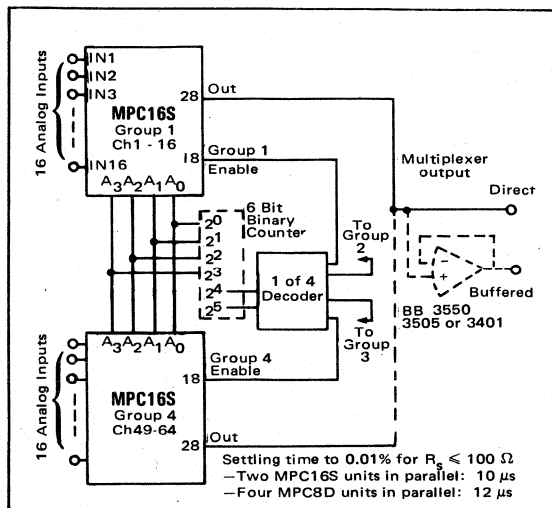 16 Analog Inputs
IN1
IN2
IN3
IN16
MPC16S
Group 1
Ch1 - 16
28
Out
18
Group 1
Enable
A3 A2 A1 A0
Multiplexer
output
Direct
6 Bit
Binary
Counter
2^0
2^1
2^2
2^3
2^4
2^5
1 of 4
Decoder
To
Group
2
To
Group
3
-
+
Buffered
BB 3550
3505 or 3401
16 Analog Inputs
A3 A2 A1 A0
MPC16S
Group 4
Ch49-64
Group 4
Enable
18
28
Out
Settling time to 0.01% for Rs ⩽ 100 Ω
—Two MPC16S units in parallel: 10 µs
—Four MPC8D units in parallel: 12 µs